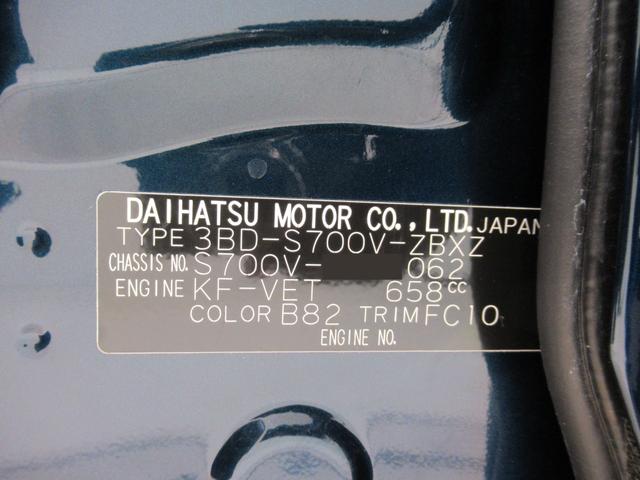 DAIHATSU MOTOR CO., LTD. JAPAN
TYPE 3BD-S700V-ZBXZ
CHASSIS NO. S700V- 062
ENGINE KF-VET 658CC
COLOR B82 TRIM FC10
ENGINE NO.